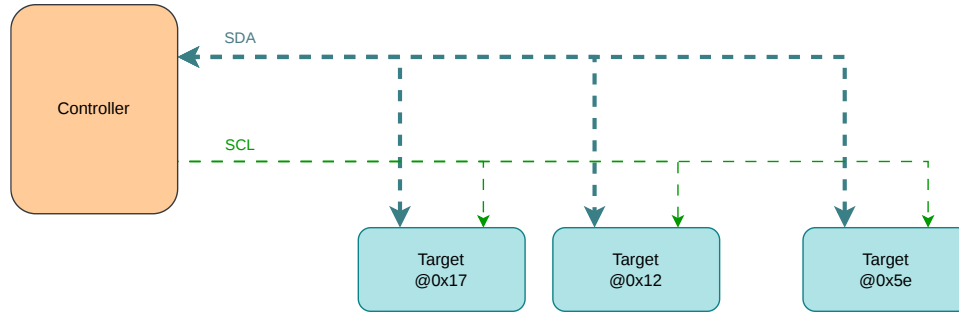 SDA
Controller
SCL
Target
@0x17
Target
@0x12
Target
@0x5e